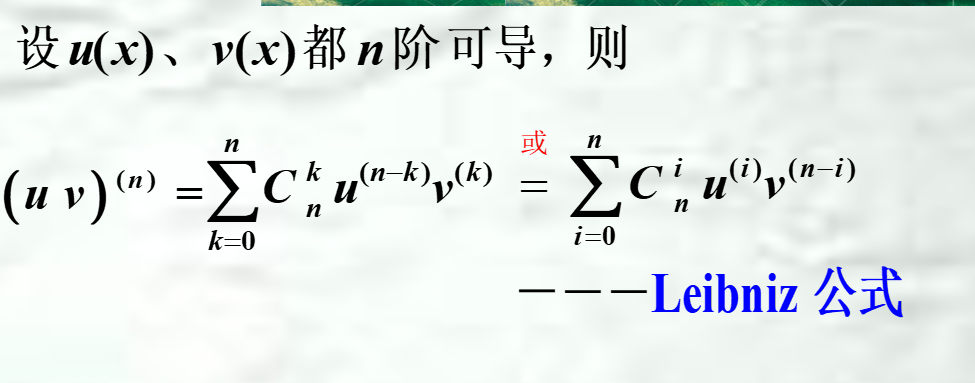 设 u(x)、v(x) 都 n 阶可导，则
(u v)^{(n)} = \sum_{k=0}^{n} C_n^k u^{(n-k)} v^{(k)} 或 = \sum_{i=0}^{n} C_n^i u^{(i)} v^{(n-i)}
－－－Leibniz 公式